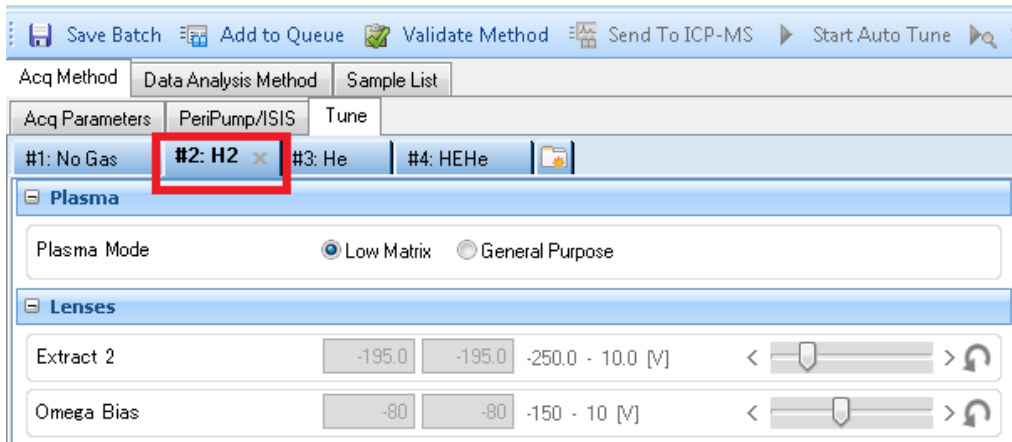 Save Batch Add to Queue Validate Method Send To ICP-MS Start Auto Tune
Acq Method Data Analysis Method Sample List
Acq Parameters PeriPump/ISIS Tune
#1: No Gas #2: H2 #3: He #4: HEHe
Plasma
Plasma Mode Low Matrix General Purpose
Lenses
Extract 2 -195.0 -195.0 -250.0 - 10.0 [V]
Omega Bias -80 -80 -150 - 10 [V]